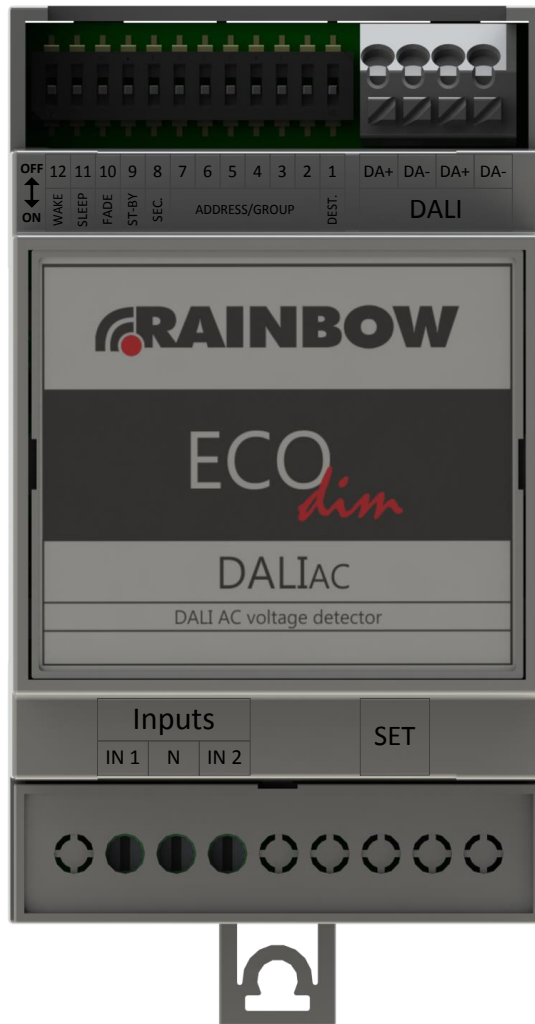 OFF 12 11 10 9 8 7 6 5 4 3 2 1 DA+ DA- DA+ DA-
ON WAKE SLEEP FADE ST-BY SEC. ADDRESS/GROUP DEST. DALI
RAINBOW
ECO
dim
DALIAC
DALI AC voltage detector
Inputs
SET
IN 1 N IN 2